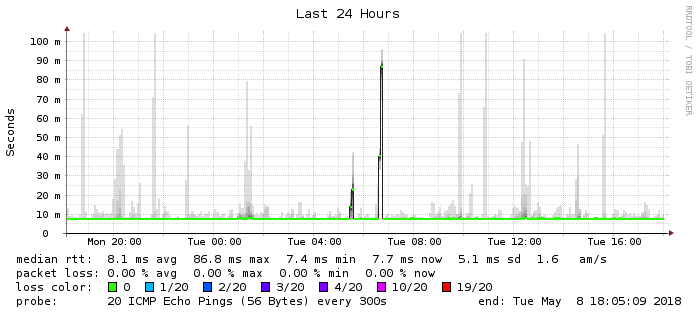 Last 24 Hours
RRDTOOL / TOBI OETIKER
Seconds
100 m
90 m
80 m
70 m
60 m
50 m
40 m
30 m
20 m
10 m
0
Mon 20:00 Tue 00:00 Tue 04:00 Tue 08:00 Tue 12:00 Tue 16:00
median rtt: 8.1 ms avg 86.8 ms max 7.4 ms min 7.7 ms now 5.1 ms sd 1.6 am/s
packet loss: 0.00 % avg 0.00 % max 0.00 % min 0.00 % now
loss color: 0 1/20 2/20 3/20 4/20 10/20 19/20
probe: 20 ICMP Echo Pings (56 Bytes) every 300s end: Tue May 8 18:05:09 2018